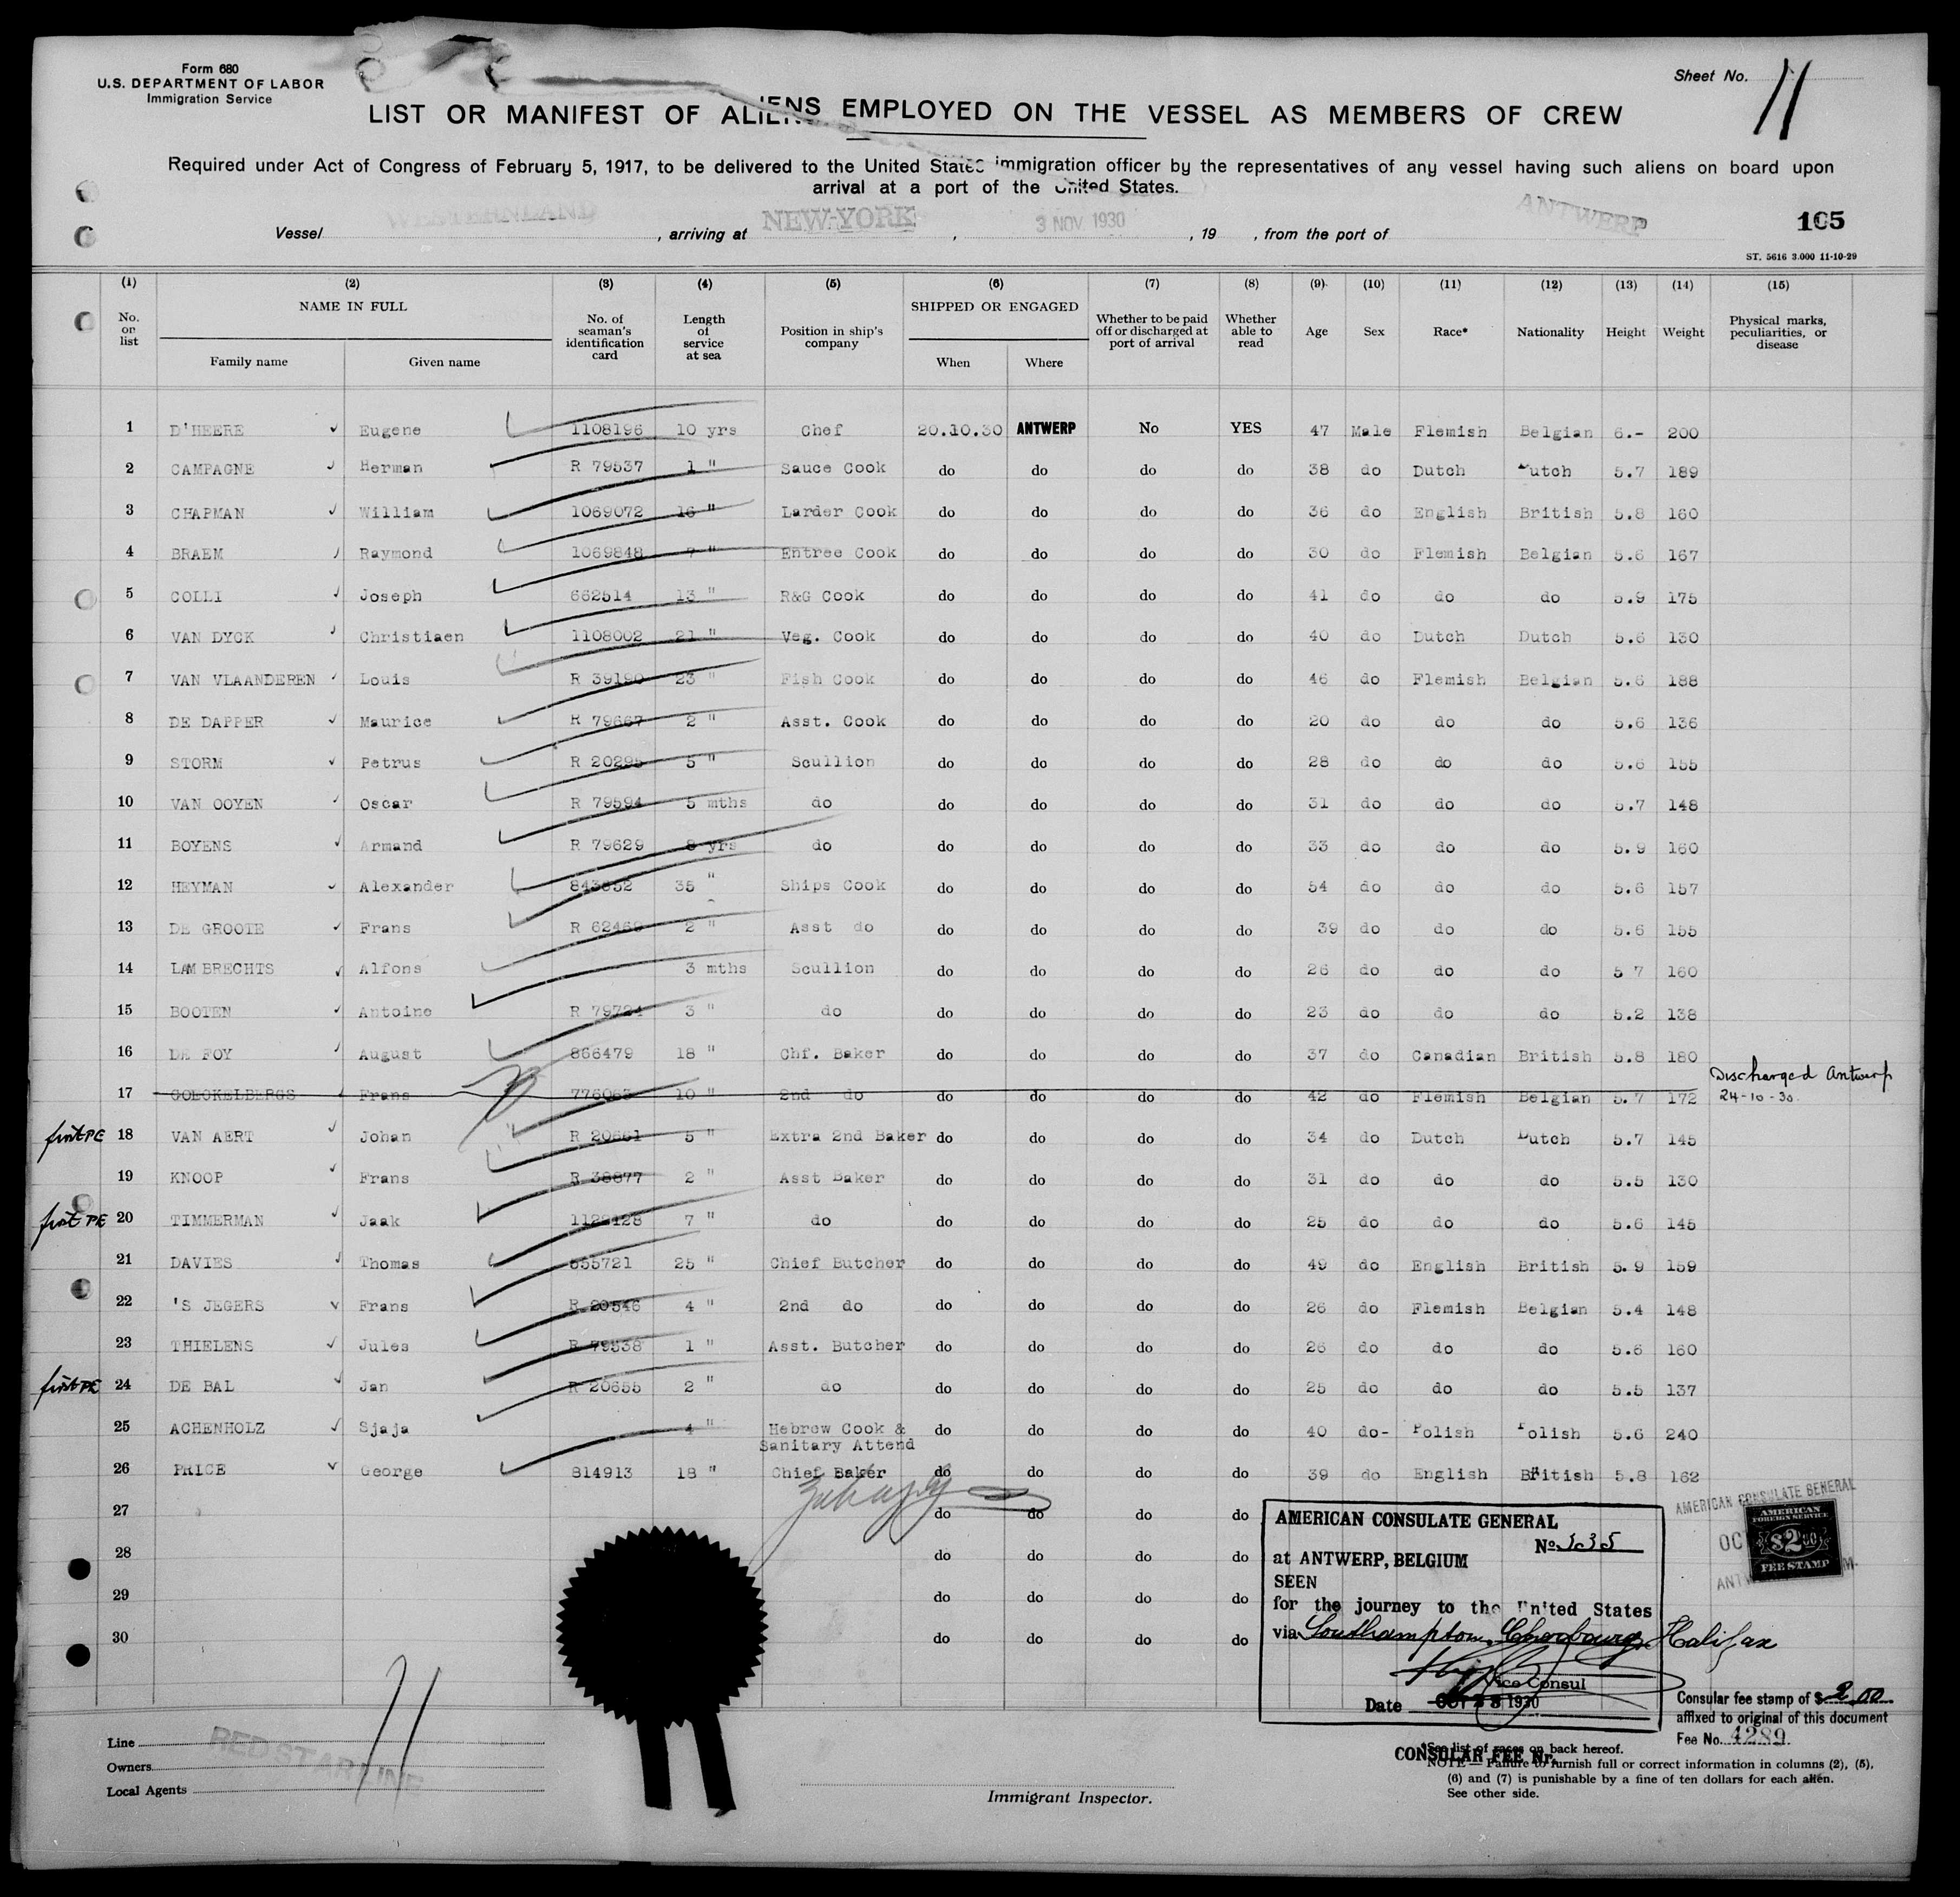 Form 680
U.S. DEPARTMENT OF LABOR
Immigration Service
Sheet No. 11
LIST OR MANIFEST OF ALIENS EMPLOYED ON THE VESSEL AS MEMBERS OF CREW
Required under Act of Congress of February 5, 1917, to be delivered to the United States immigration officer by the representatives of any vessel having such aliens on board upon
arrival at a port of the United States.
Vessel WESTERNLAND, arriving at NEW-YORK, 3 NOV 1930, 19 , from the port of ANTWERP
105
ST. 5616 3.000 11-10-29
(1) (2) (3) (4) (5) (6) (7) (8) (9) (10) (11) (12) (13) (14) (15)
No. on list NAME IN FULL Family name Given name No. of seaman's identification card Length of service at sea Position in ship's company SHIPPED OR ENGAGED When Where Whether to be paid off or discharged at port of arrival Whether able to read Age Sex Race* Nationality Height Weight Physical marks, peculiarities, or disease
1 D'HEERE Eugene 1108196 10 yrs Chef 20.10.30 ANTWERP No YES 47 Male Flemish Belgian 6.- 200
2 CAMPAGNE Herman R 79537 1 " Sauce Cook do do do do 38 do Dutch Dutch 5.7 189
3 CHAPMAN William 1069072 16 " Larder Cook do do do do 36 do English British 5.8 160
4 BRAEM Raymond 1069848 7 " Entree Cook do do do do 30 do Flemish Belgian 5.6 167
5 COLLI Joseph 662514 13 " R&G Cook do do do do 41 do do do 5.9 175
6 VAN DYCK Christiaen 1108002 21 " Veg. Cook do do do do 40 do Dutch Dutch 5.6 130
7 VAN VLAANDEREN Louis R 39190 23 " Fish Cook do do do do 46 do Flemish Belgian 5.6 188
8 DE DAPPER Maurice R 79667 2 " Asst. Cook do do do do 20 do do do 5.6 136
9 STORM Petrus R 20295 5 " Scullion do do do do 28 do do do 5.6 155
10 VAN OOYEN Oscar R 79594 5 mths do do do do do 31 do do do 5.7 148
11 BOYENS Armand R 79629 8 yrs do do do do do 33 do do do 5.9 160
12 HEYMAN Alexander 35 " Ships Cook do do do do 54 do do do 5.6 157
13 DE GROOTE Frans 2 " Asst do do do do do 39 do do do 5.6 155
14 LAMBRECHTS Alfons 3 mths Scullion do do do do 26 do do do 5 7 160
15 BOOTEN Antoine R 79724 3 " do do do do do 23 do do do 5.2 138
16 DE FOY August 866479 18 " Chf. Baker do do do do 37 do Canadian British 5.8 180
17 GOLCKELBERGS Frans 10 " 2nd do do do do do 42 do Flemish Belgian 5.7 172 Discharged Antwerp
24-10-30
first PE 18 VAN AERT Johan R 20661 5 " Extra 2nd Baker do do do do 34 do Dutch Dutch 5.7 145
19 KNOOP Frans R 38877 2 " Asst Baker do do do do 31 do do do 5.5 130
first PE 20 TIMMERMAN Jaak 7 " do do do do do 25 do do do 5.6 145
21 DAVIES Thomas 855721 25 " Chief Butcher do do do do 49 do English British 5.9 159
22 'S JEGERS Frans R 20546 4 " 2nd do do do do do 26 do Flemish Belgian 5.4 148
23 THIELENS Jules R 79538 1 " Asst. Butcher do do do do 26 do do do 5.6 160
first PE 24 DE BAL Jan R 20655 2 " do do do do do 25 do do do 5.5 137
25 ACHENHOLZ Sjaja 4 " Hebrew Cook & do do do do 40 do- Polish Polish 5.6 240
Sanitary Attend
26 PRICE George 814913 18 " Chief Baker do do do do 39 do English British 5.8 162
27 do do do
28 do do do do
29 do do do do
30 do do do do
AMERICAN CONSULATE GENERAL
No 535
at ANTWERP, BELGIUM
SEEN
for the journey to the United States
via Southampton, Cherbourg, Halifax
Vice Consul
Date OCT 1930
AMERICAN CONSULATE GENERAL
AMERICAN
FOREIGN SERVICE
$2.00
FEE STAMP
Consular fee stamp of $ 2.00
affixed to original of this document
Fee No. 4289
CONSULAR FEE Nr.
*See list of races on back hereof.
NOTE — Failure to furnish full or correct information in columns (2), (5),
(6) and (7) is punishable by a fine of ten dollars for each alien.
See other side.
Line
Owners
Local Agents
RED STAR LINE
11
Immigrant Inspector.